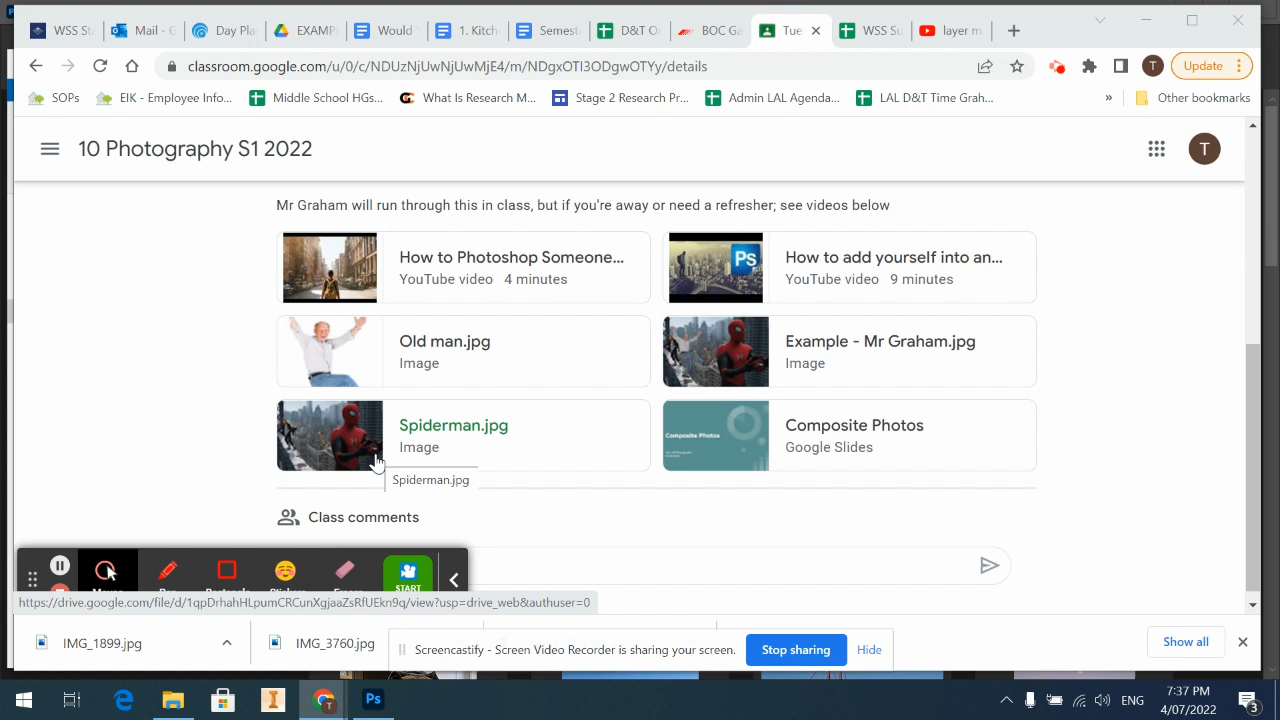 WSS St
Mail - G
Day Plan
EXAMP
Would
1. Kitch
Semest
D&T Or
BOC Ga
Tue
WSS Su
layer m
classroom.google.com/u/0/c/NDUzNjUwNjUwMjE4/m/NDgxOTI3ODgwOTYy/details
T
Update
SOPs
EIK - Employee Info...
Middle School HGs...
What Is Research M...
Stage 2 Research Pr...
Admin LAL Agenda...
LAL D&T Time Grah...
»
Other bookmarks
10 Photography S1 2022
T
Mr Graham will run through this in class, but if you're away or need a refresher; see videos below
How to Photoshop Someone...
YouTube video 4 minutes
Ps
How to add yourself into an...
YouTube video 9 minutes
Old man.jpg
Image
Example - Mr Graham.jpg
Image
Spiderman.jpg
Image
Composite Photos
Composite Photos
Google Slides
Spiderman.jpg
Class comments
START
https://drive.google.com/file/d/1qpDrhahHLpumCRCunXgjaaZsRfUEkn9q/view?usp=drive_web&authuser=0
IMG_1899.jpg
IMG_3760.jpg
Screencastify - Screen Video Recorder is sharing your screen.
Stop sharing
Hide
Show all
Ps
ENG
7:37 PM
4/07/2022
3